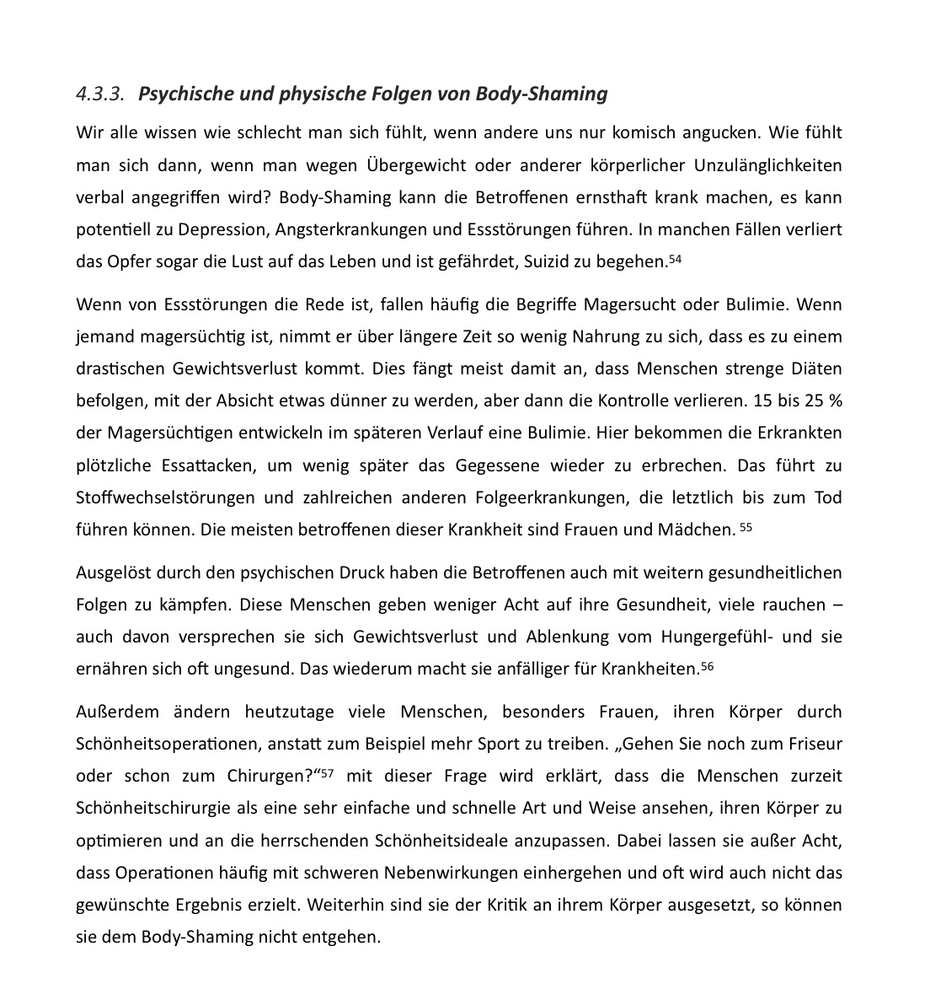 4.3.3. Psychische und physische Folgen von Body-Shaming
Wir alle wissen wie schlecht man sich fühlt, wenn andere uns nur komisch angucken. Wie fühlt
man sich dann, wenn man wegen Übergewicht oder anderer körperlicher Unzulänglichkeiten
verbal angegriffen wird? Body-Shaming kann die Betroffenen ernsthaft krank machen, es kann
potentiell zu Depression, Angsterkrankungen und Essstörungen führen. In manchen Fällen verliert
das Opfer sogar die Lust auf das Leben und ist gefährdet, Suizid zu begehen.54
Wenn von Essstörungen die Rede ist, fallen häufig die Begriffe Magersucht oder Bulimie. Wenn
jemand magersüchtig ist, nimmt er über längere Zeit so wenig Nahrung zu sich, dass es zu einem
drastischen Gewichtsverlust kommt. Dies fängt meist damit an, dass Menschen strenge Diäten
befolgen, mit der Absicht etwas dünner zu werden, aber dann die Kontrolle verlieren. 15 bis 25 %
der Magersüchtigen entwickeln im späteren Verlauf eine Bulimie. Hier bekommen die Erkrankten
plötzliche Essattacken, um wenig später das Gegessene wieder zu erbrechen. Das führt zu
Stoffwechselstörungen und zahlreichen anderen Folgeerkrankungen, die letztlich bis zum Tod
führen können. Die meisten betroffenen dieser Krankheit sind Frauen und Mädchen. 55
Ausgelöst durch den psychischen Druck haben die Betroffenen auch mit weitern gesundheitlichen
Folgen zu kämpfen. Diese Menschen geben weniger Acht auf ihre Gesundheit, viele rauchen –
auch davon versprechen sie sich Gewichtsverlust und Ablenkung vom Hungergefühl- und sie
ernähren sich oft ungesund. Das wiederum macht sie anfälliger für Krankheiten.56
Außerdem ändern heutzutage viele Menschen, besonders Frauen, ihren Körper durch
Schönheitsoperationen, anstatt zum Beispiel mehr Sport zu treiben. „Gehen Sie noch zum Friseur
oder schon zum Chirurgen?“57 mit dieser Frage wird erklärt, dass die Menschen zurzeit
Schönheitschirurgie als eine sehr einfache und schnelle Art und Weise ansehen, ihren Körper zu
optimieren und an die herrschenden Schönheitsideale anzupassen. Dabei lassen sie außer Acht,
dass Operationen häufig mit schweren Nebenwirkungen einhergehen und oft wird auch nicht das
gewünschte Ergebnis erzielt. Weiterhin sind sie der Kritik an ihrem Körper ausgesetzt, so können
sie dem Body-Shaming nicht entgehen.